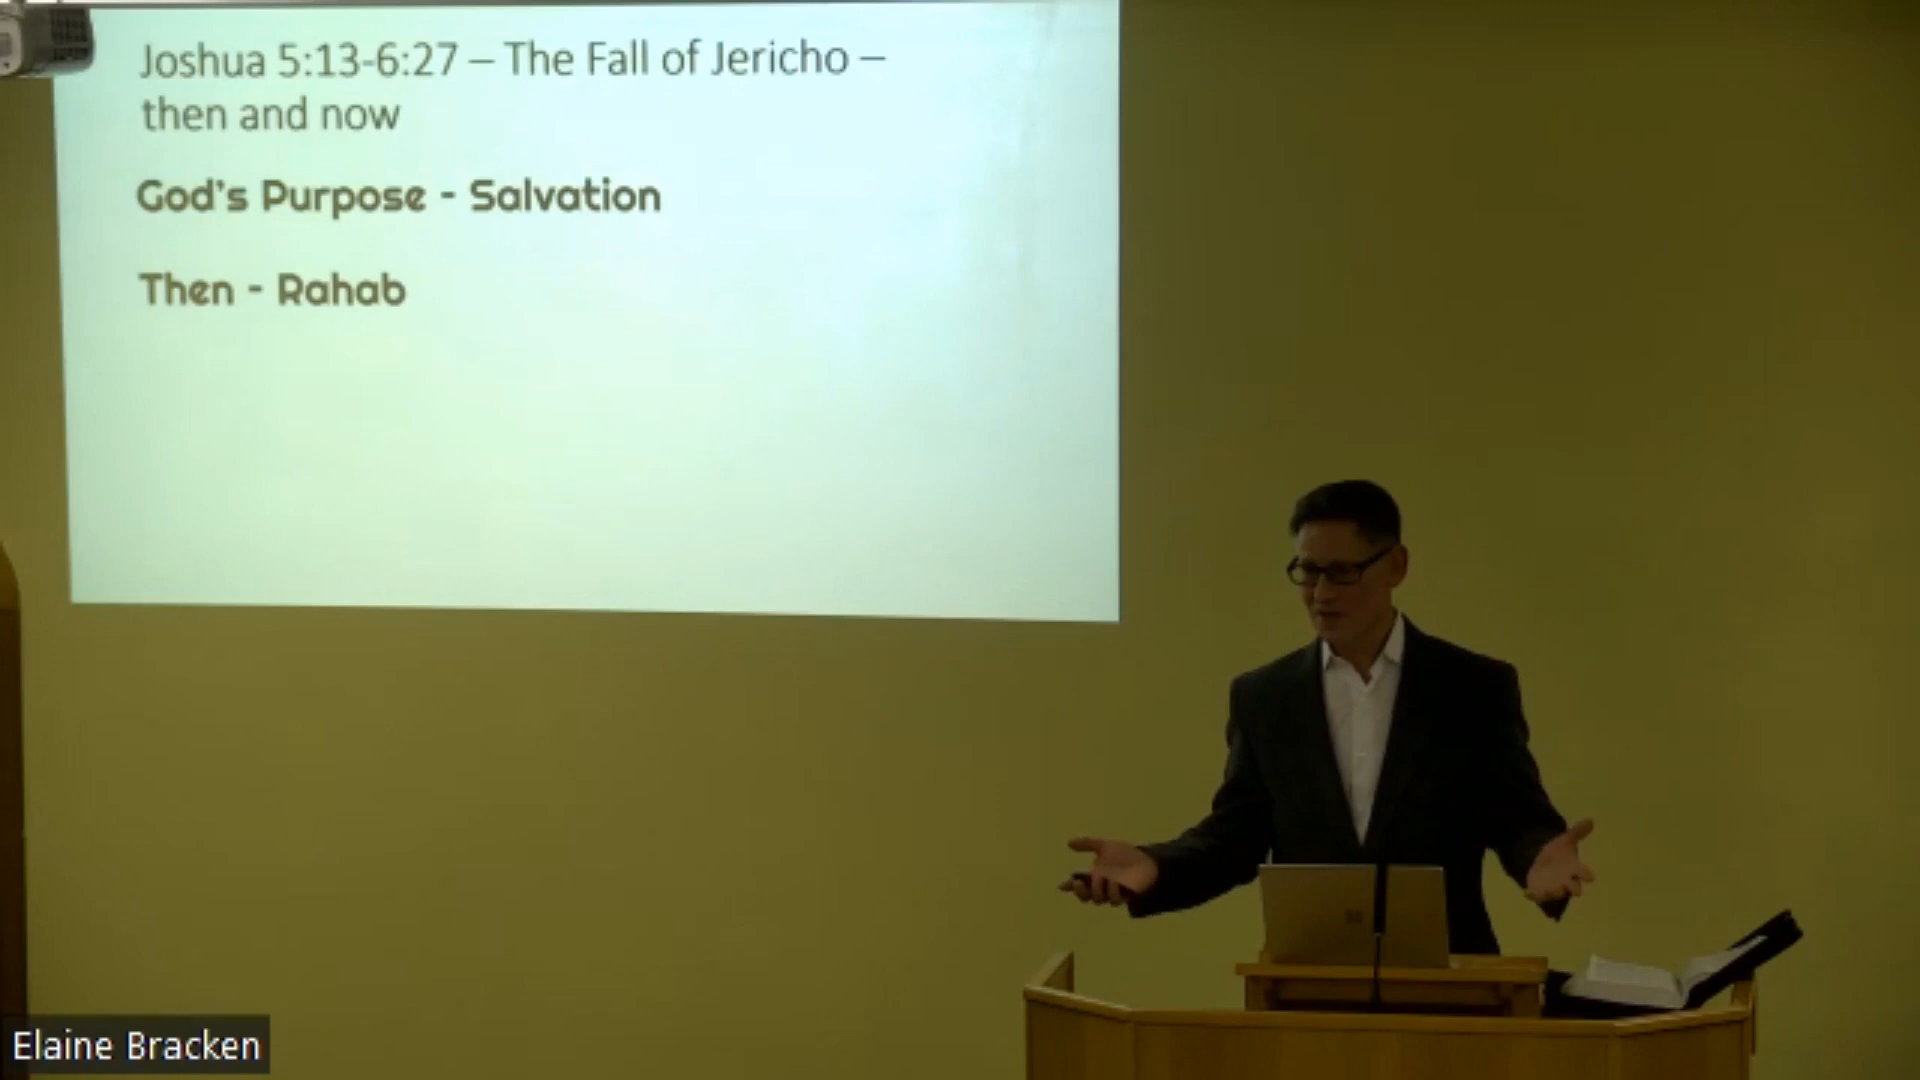 Joshua 5:13-6:27 – The Fall of Jericho –
then and now
God's Purpose - Salvation
Then - Rahab
Elaine Bracken